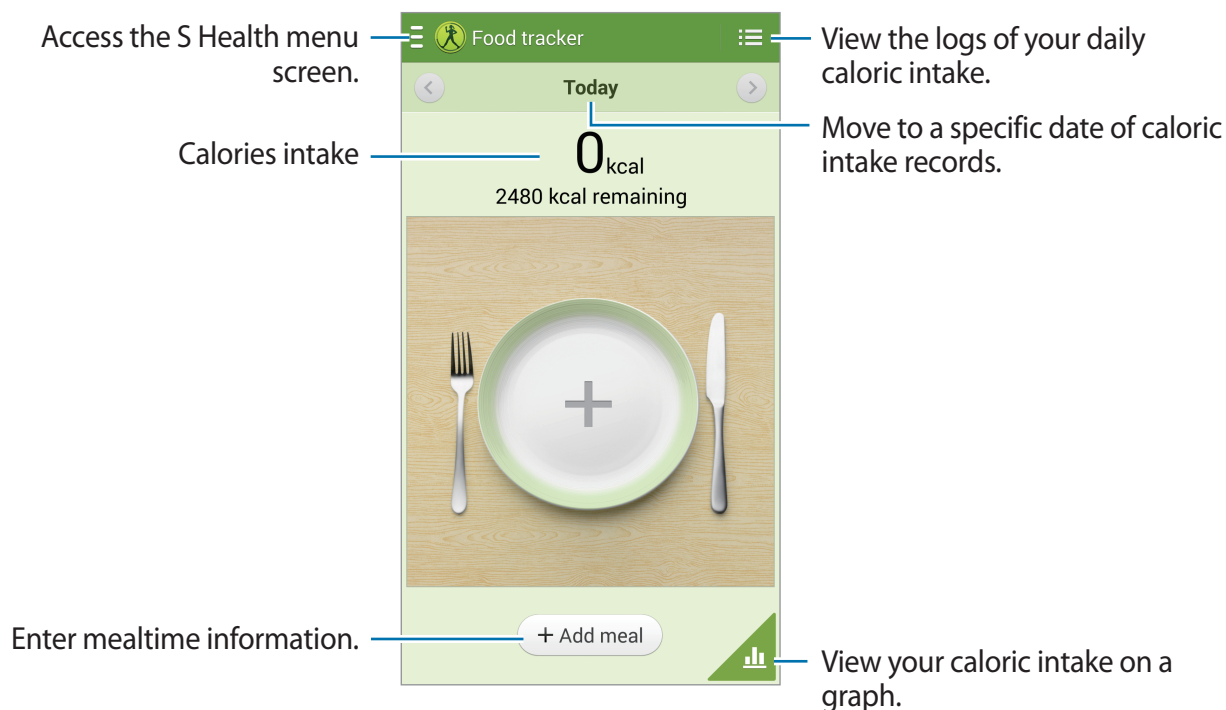 Access the S Health menu
screen.
Food tracker
View the logs of your daily
caloric intake.
Today
Move to a specific date of caloric
intake records.
Calories intake
0 kcal
2480 kcal remaining
Enter mealtime information.
+ Add meal
View your caloric intake on a
graph.